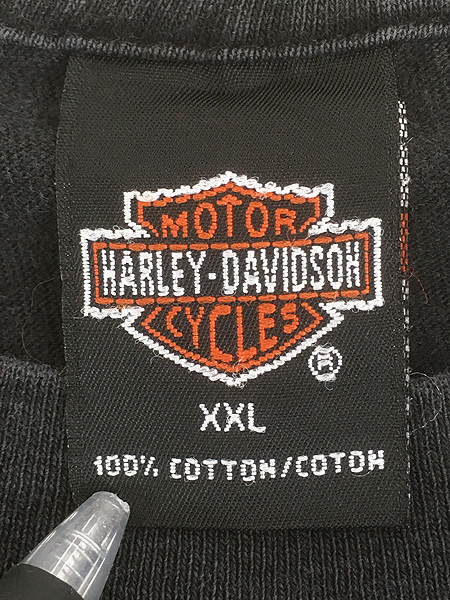 MOTOR
HARLEY-DAVIDSON
CYCLES
®
XXL
100% COTTON/COTON